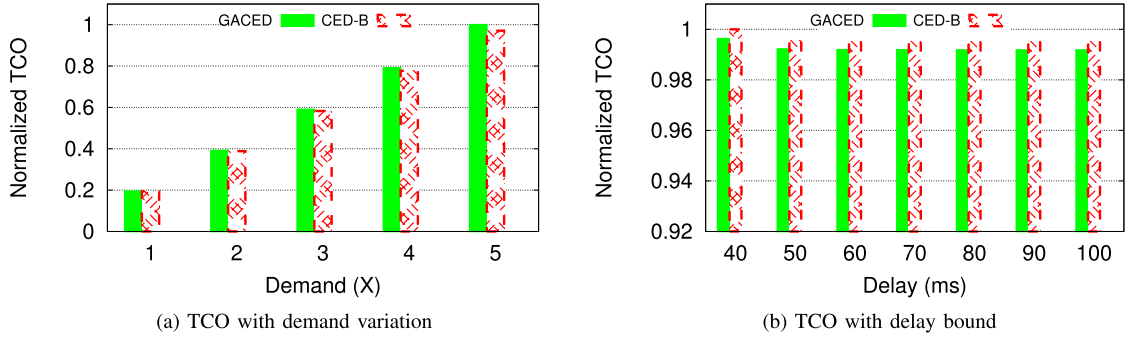 GACED CED-B
Normalized TCO
1
0.8
0.6
0.4
0.2
0
1 2 3 4 5
Demand (X)
(a) TCO with demand variation
GACED CED-B
Normalized TCO
1
0.98
0.96
0.94
0.92
40 50 60 70 80 90 100
Delay (ms)
(b) TCO with delay bound